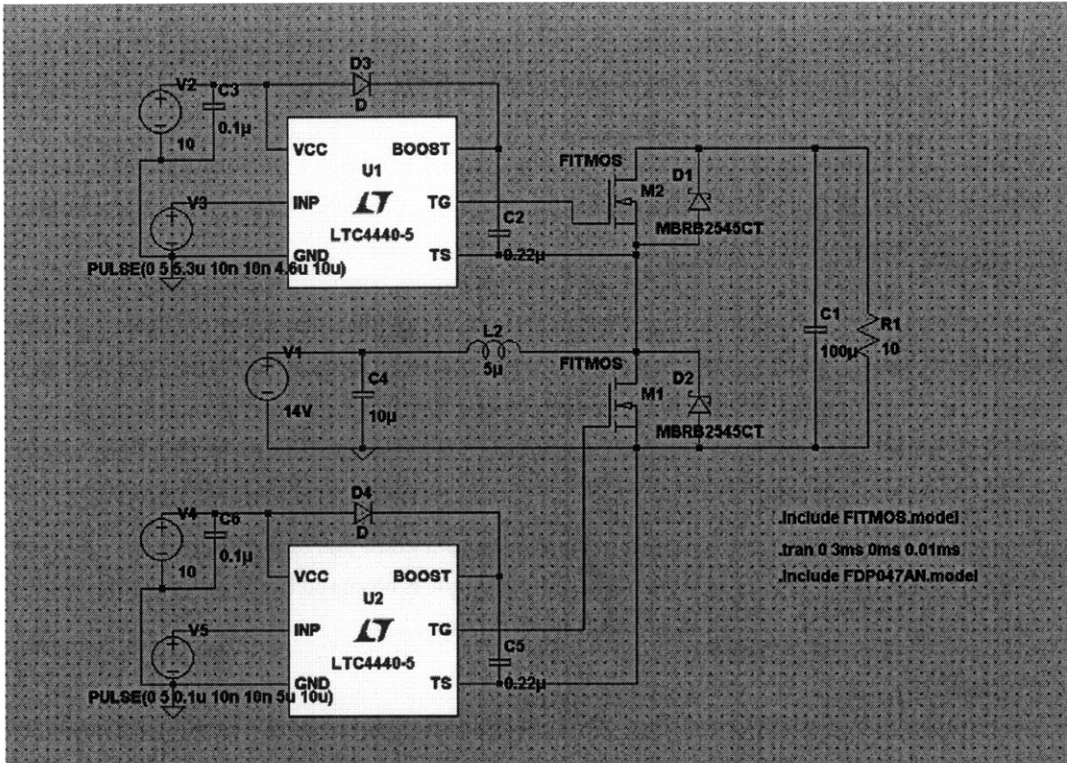 D3
V2
C3
D
0.1µ
10
VCC
BOOST
U1
FITMOS
D1
M2
V3
INP
TG
C2
MBRB2545CT
LTC4440-5
GND
TS
0.22µ
PULSE(0 5 5.3u 10n 10n 4.6u 10u)
L2
C1
R1
V1
5µ
FITMOS
100µ
10
C4
D2
M1
14V
10µ
MBRB2545CT
D4
V4
C6
D
0.1µ
10
.include FITMOS.model
.tran 0 3ms 0ms 0.01ms
.include FDP047AN.model
VCC
BOOST
U2
V5
INP
TG
C5
LTC4440-5
GND
TS
0.22µ
PULSE(0 5 0.1u 10n 10n 5u 10u)